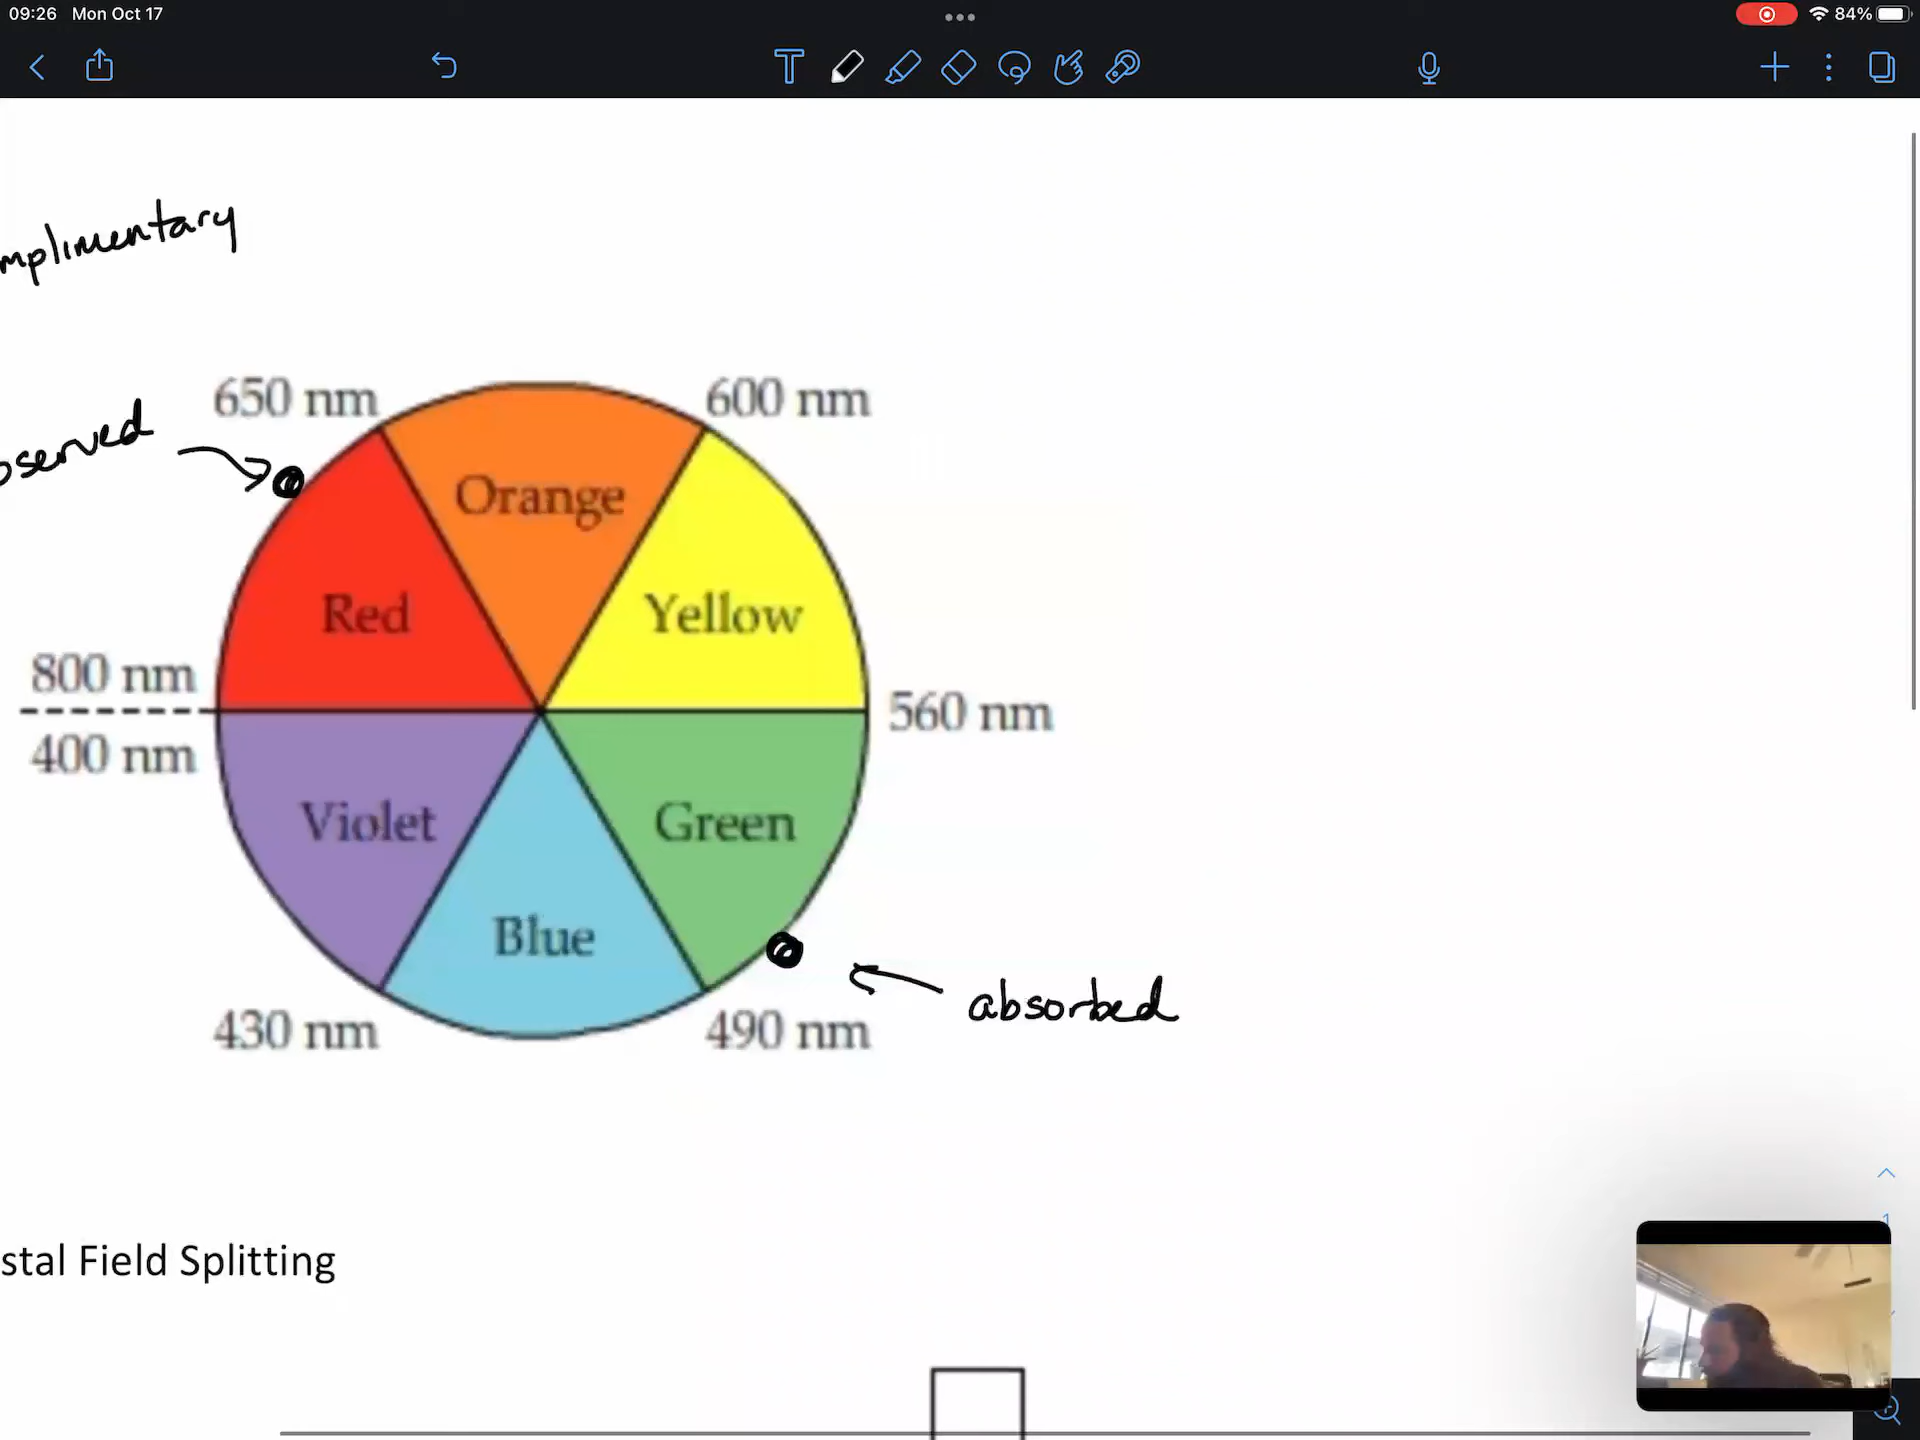 09:26 Mon Oct 17
84%
mplimentary
650 nm
600 nm
bserved
Orange
Red
Yellow
800 nm
560 nm
400 nm
Violet
Green
Blue
absorbed
430 nm
490 nm
stal Field Splitting